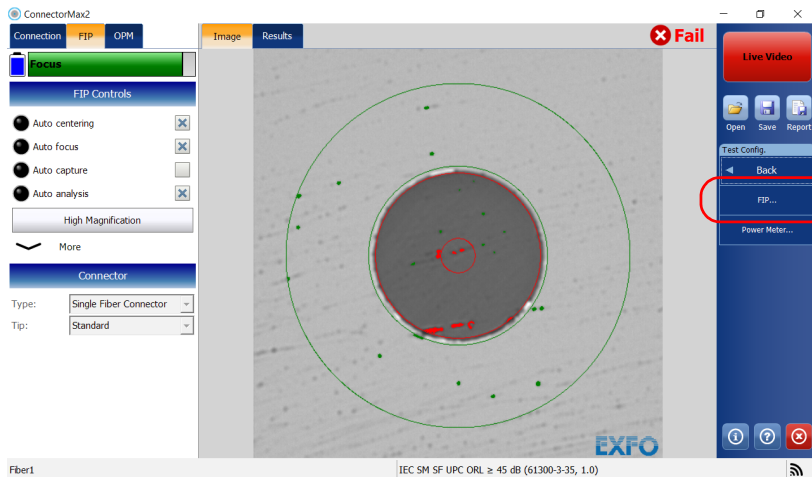 ConnectorMax2
Connection FIP OPM
Image Results
Fail
Focus
FIP Controls
Auto centering
Auto focus
Auto capture
Auto analysis
High Magnification
More
Connector
Type: Single Fiber Connector
Tip: Standard
EXFO
Live Video
Open Save Report
Test Config.
Back
FIP...
Power Meter...
Fiber1
IEC SM SF UPC ORL ≥ 45 dB (61300-3-35, 1.0)